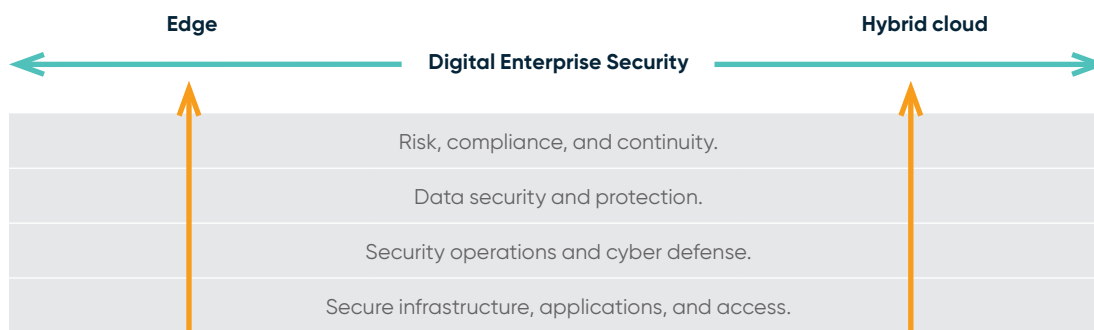 Edge
Hybrid cloud
Digital Enterprise Security
Risk, compliance, and continuity.
Data security and protection.
Security operations and cyber defense.
Secure infrastructure, applications, and access.